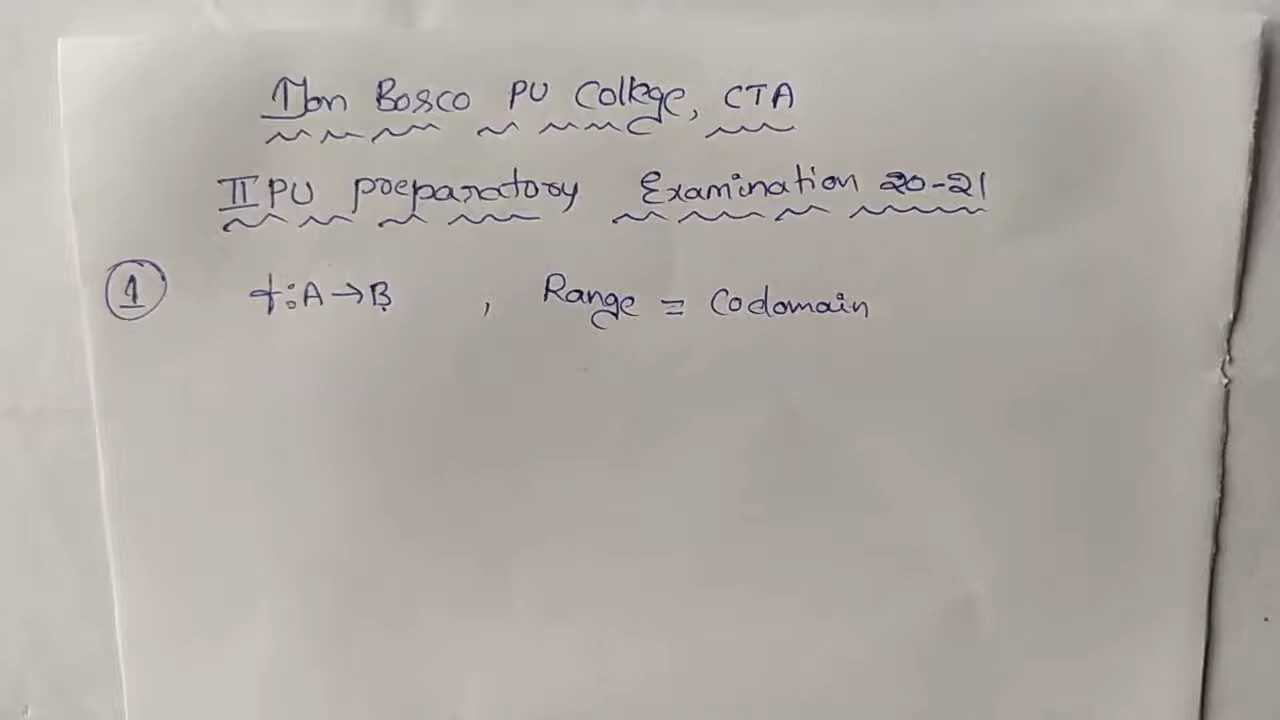 Don Bosco PU College, CTA
II PU preparatory Examination 20-21
1 f:A→B , Range = Codomain